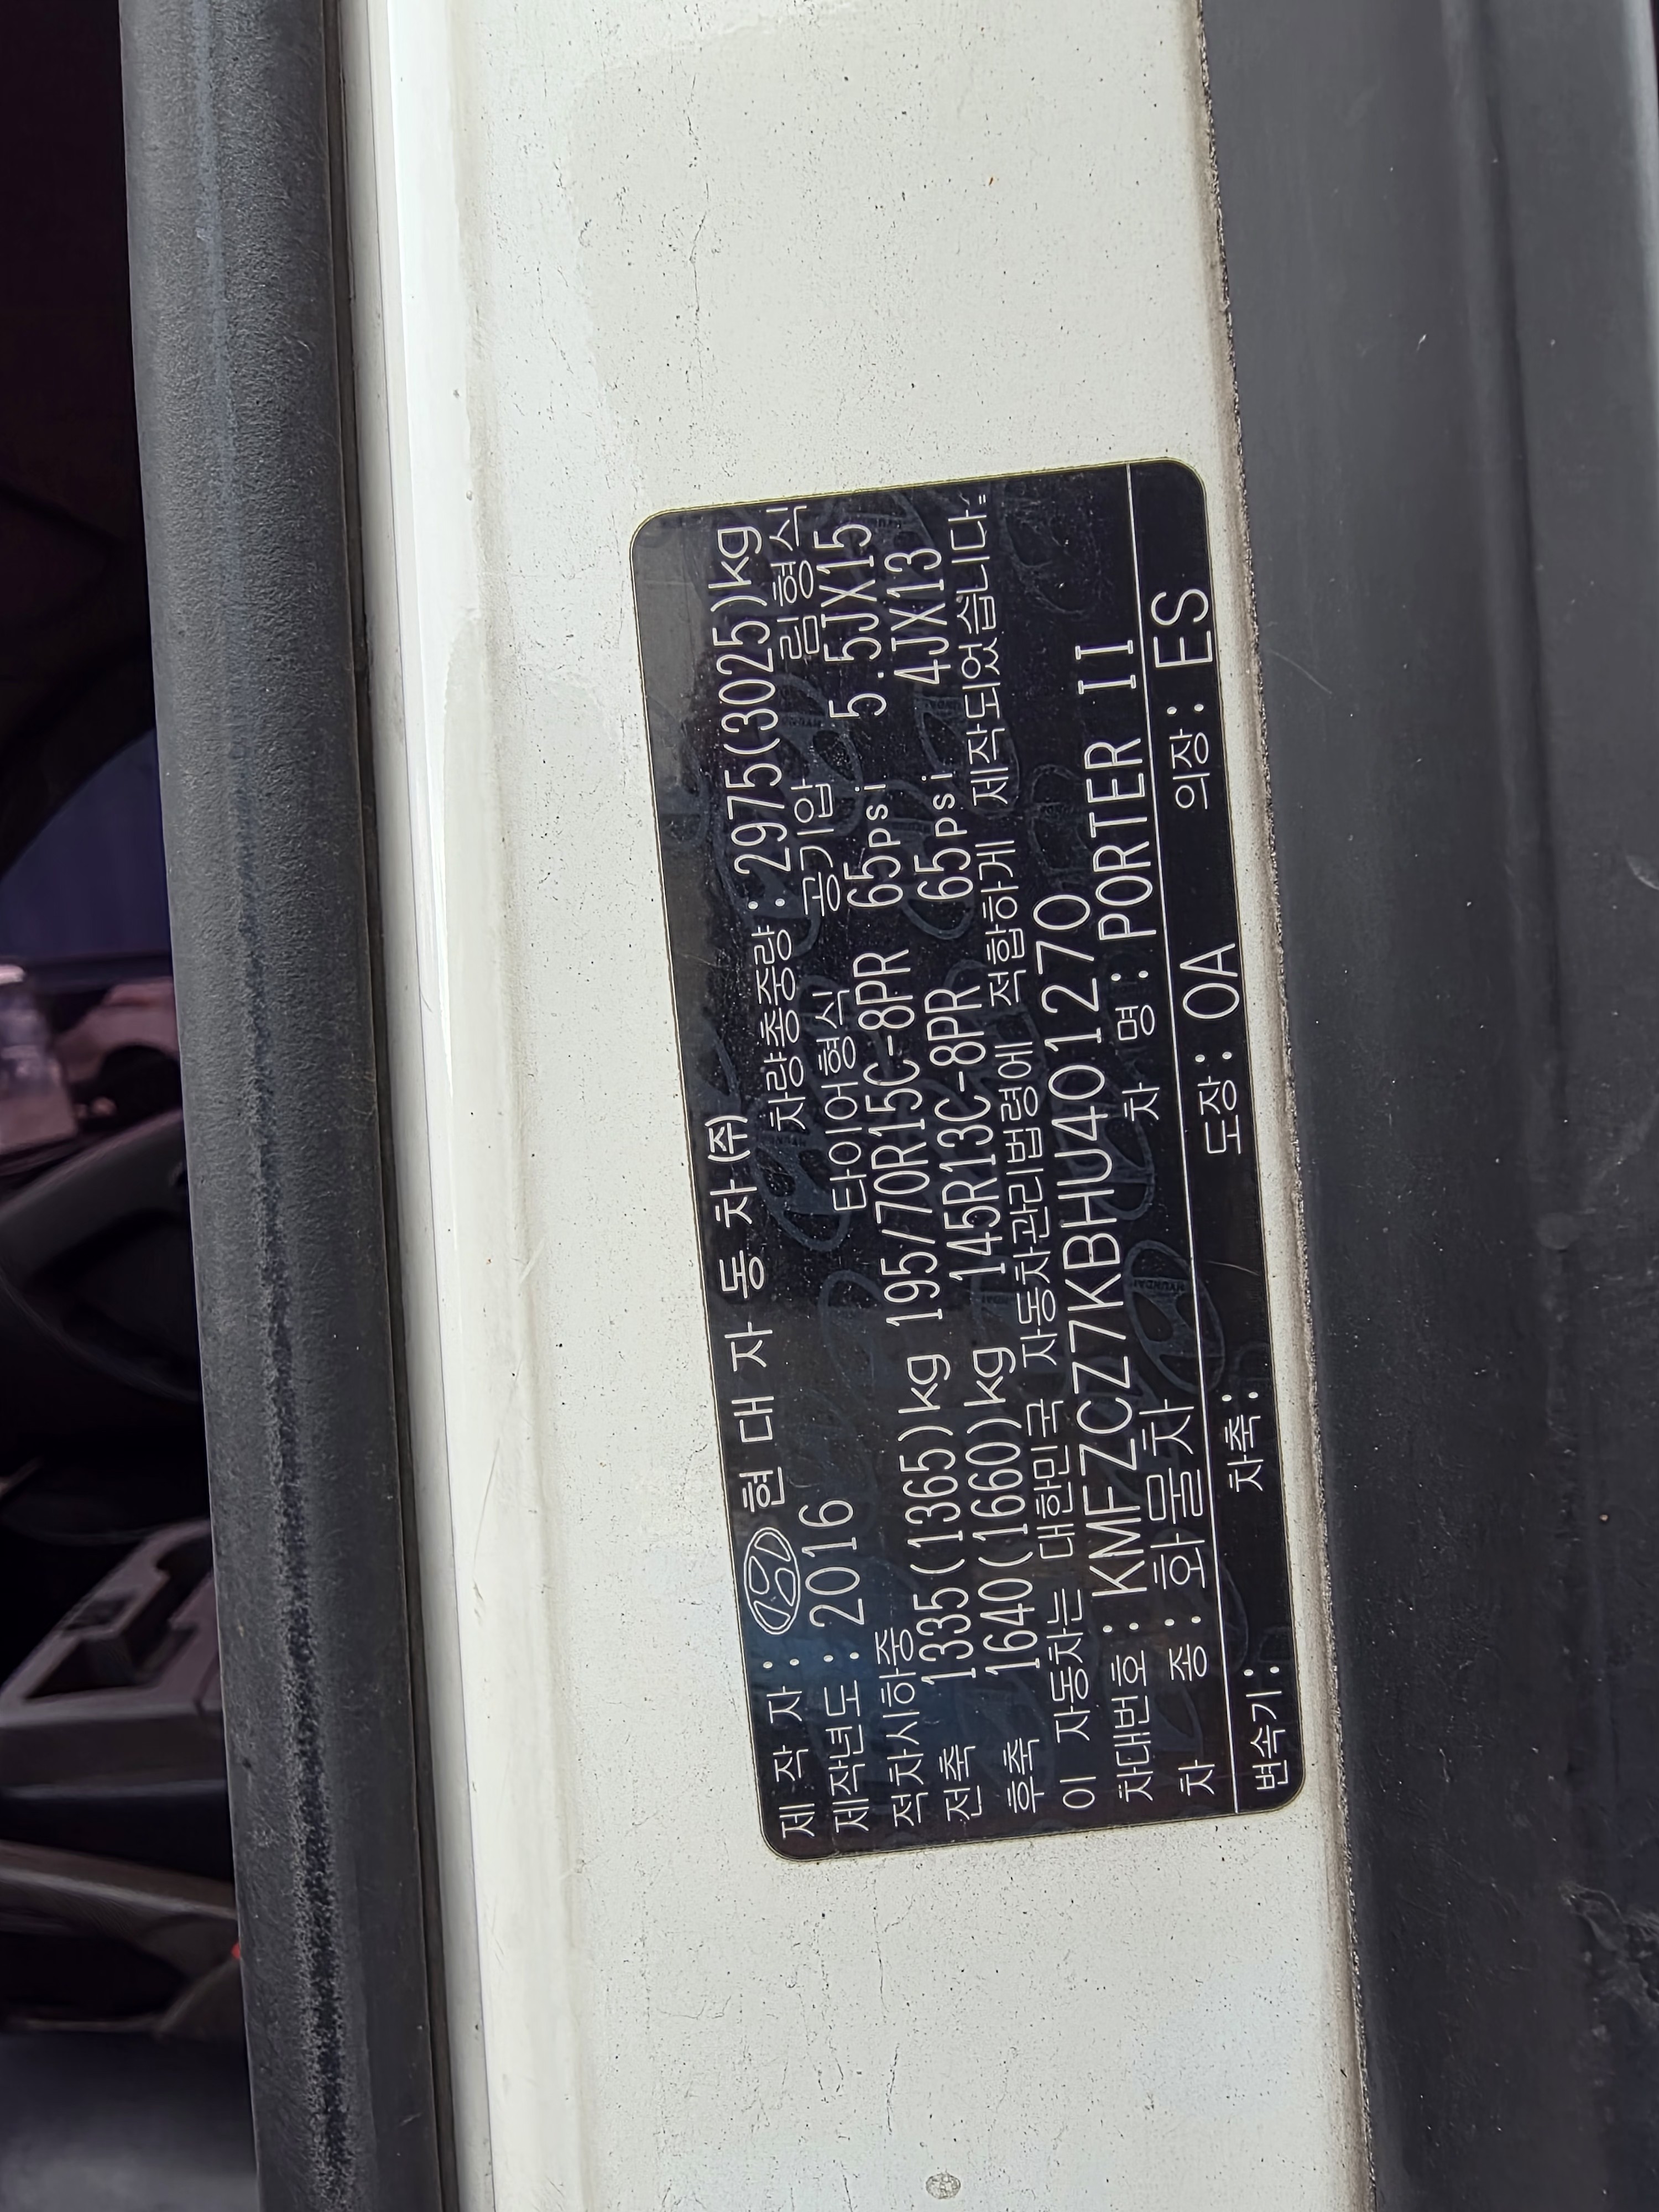 제 작 자: 현 대 자 동 차 (주)
제작년도: 2016 차량총중량: 2975(3025)kg
적차시하중 타이어형식 공기압 림형식
전축 1335(1365)kg 195/70R15C-8PR 65psi 5.5JX15
후축 1640(1660)kg 145R13C-8PR 65psi 4JX13
이 자동차는 대한민국 자동차관리법령에 적합하게 제작되었습니다.
차대번호: KMFZCZ7KBHU401270
차 종: 화물차 차 명: PORTER II
변속기: 차축: 도장: OA 의장: ES